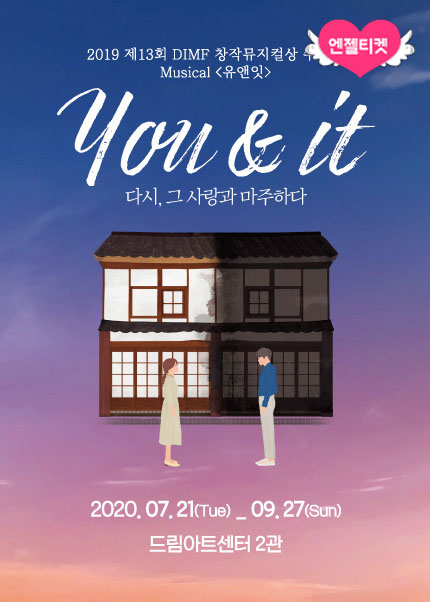 2019 제13회 DIMF 창작뮤지컬상
엔젤티켓
Musical <유앤잇>
You & it
다시, 그 사랑과 마주하다
2020. 07. 21(Tue) _ 09. 27(Sun)
드림아트센터 2관